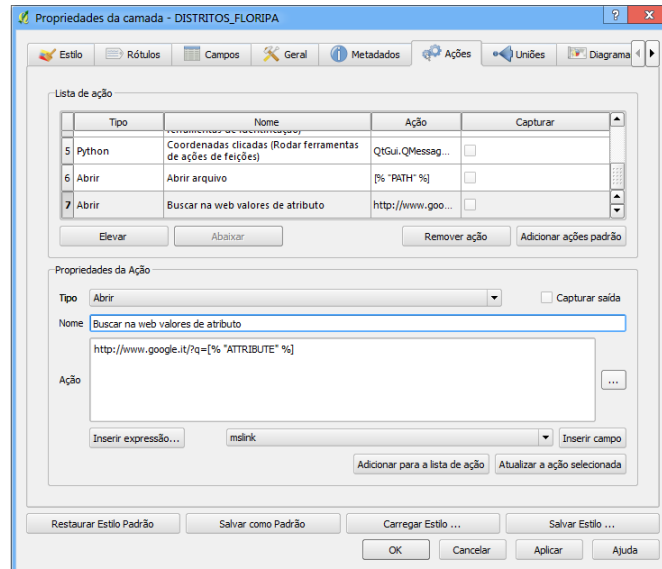 Propriedades da camada - DISTRITOS_FLORIPA
Estilo Rótulos Campos Geral Metadados Ações Uniões Diagrama
Lista de ação
Tipo Nome Ação Capturar
ferramentas de identificação)
5 Python Coordenadas clicadas (Rodar ferramentas de ações de feições) QtGui.QMessag...
6 Abrir Abrir arquivo [% "PATH" %]
7 Abrir Buscar na web valores de atributo http://www.goo...
Elevar Abaixar Remover ação Adicionar ações padrão
Propriedades da Ação
Tipo Abrir Capturar saída
Nome Buscar na web valores de atributo
Ação http://www.google.it/?q=[% "ATTRIBUTE" %]
...
Inserir expressão... mslink Inserir campo
Adicionar para a lista de ação Atualizar a ação selecionada
Restaurar Estilo Padrão Salvar como Padrão Carregar Estilo ... Salvar Estilo ...
OK Cancelar Aplicar Ajuda